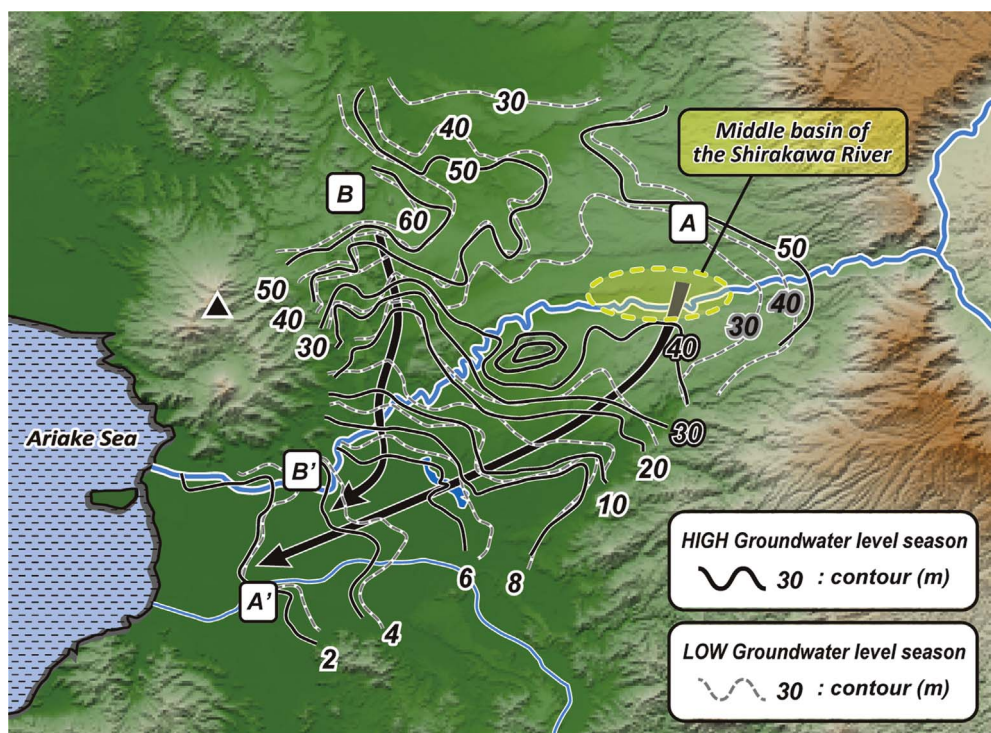 30
40
Middle basin of
the Shirakawa River
50
B
60
A
50
50
40
40
30
30
40
Ariake Sea
30
20
B’
10
HIGH Groundwater level season
30 : contour (m)
6
8
A’
4
2
LOW Groundwater level season
30 : contour (m)